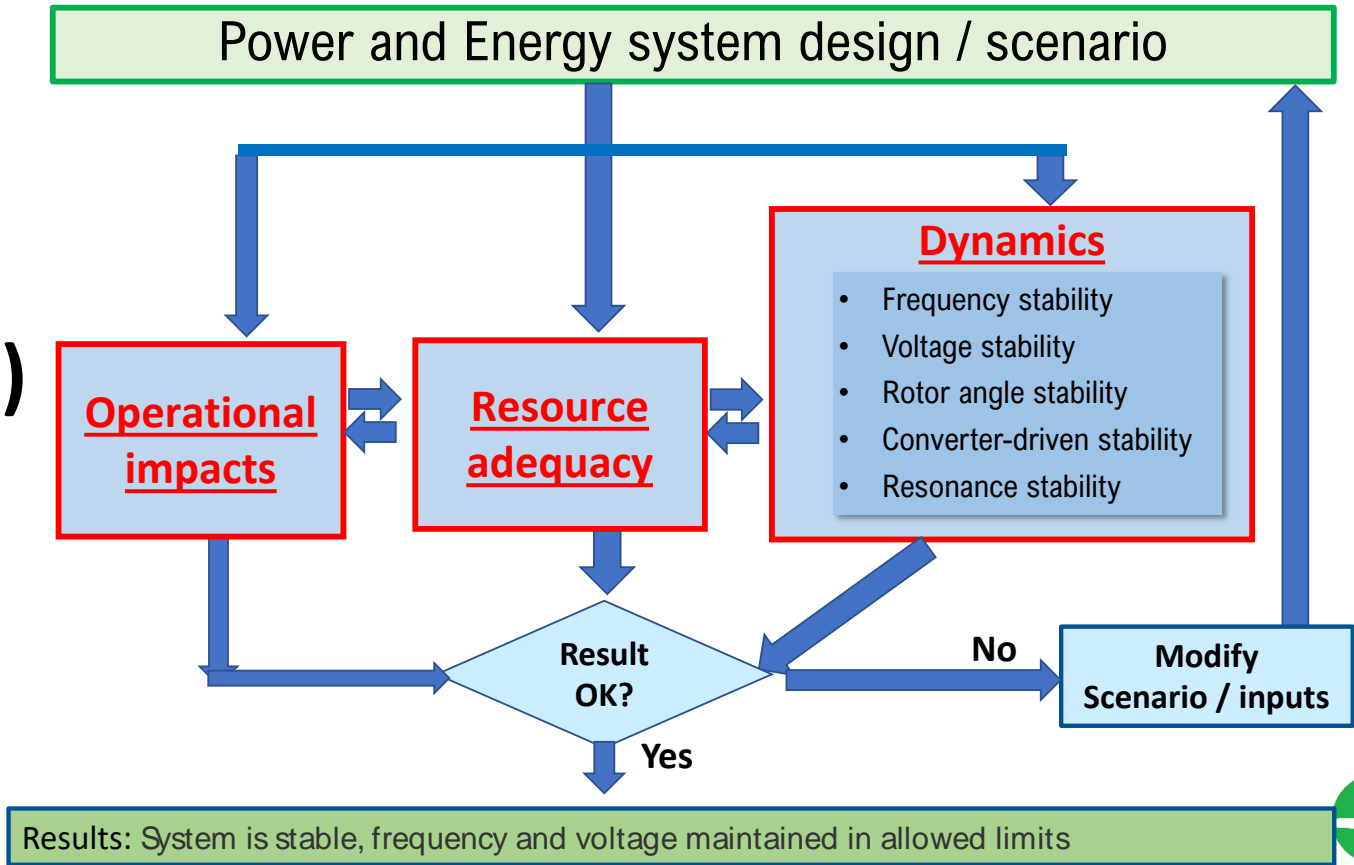 Power and Energy system design / scenario
)
Operational
impacts
Resource
adequacy
Dynamics
• Frequency stability
• Voltage stability
• Rotor angle stability
• Converter-driven stability
• Resonance stability
Result
OK?
No
Modify
Scenario / inputs
Yes
Results: System is stable, frequency and voltage maintained in allowed limits